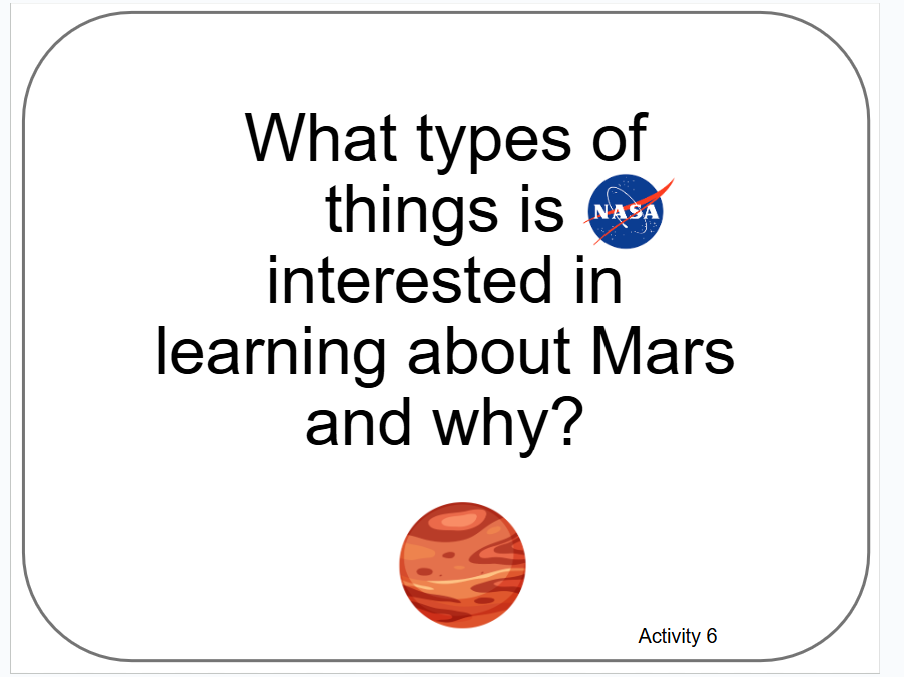 What types of
things is NASA
interested in
learning about Mars
and why?
Activity 6